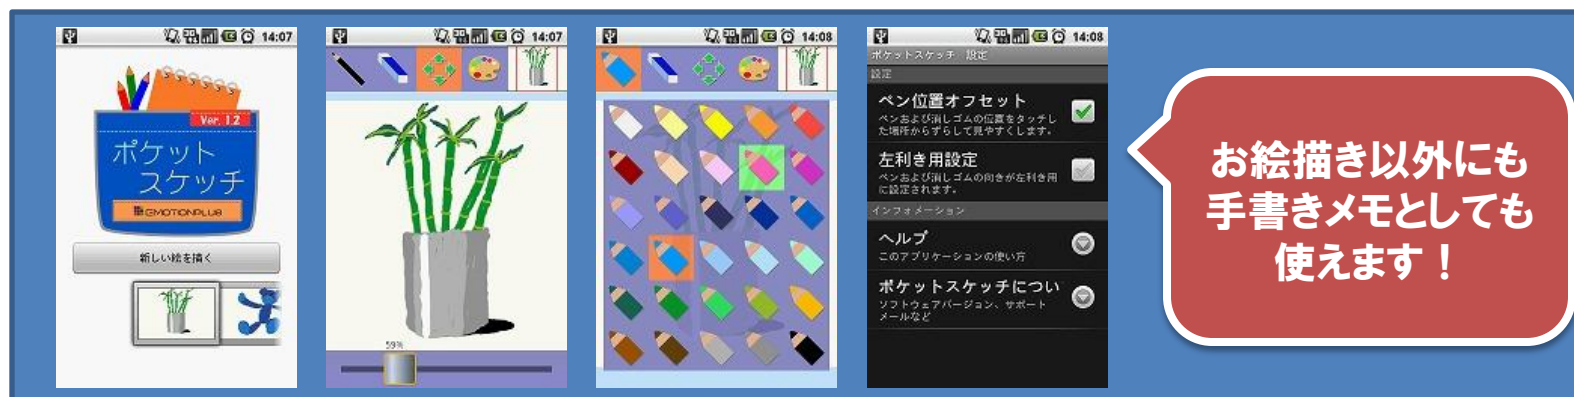 14:07
Ver. 1.2
ポケット
スケッチ
EMOTIONPLUS
新しい絵を描く
14:07
59%
14:08
14:08
ポケットスケッチ 設定
設定
ペン位置オフセット
ペンおよび消しゴムの位置をタッチし
た場所からずらして見やすくします。
左利き用設定
ペンおよび消しゴムの向きが左利き用
に設定されます。
インフォメーション
ヘルプ
このアプリケーションの使い方
ポケットスケッチについ
ソフトウェアバージョン、サポート
メールなど
お絵描き以外にも
手書きメモとしても
使えます！